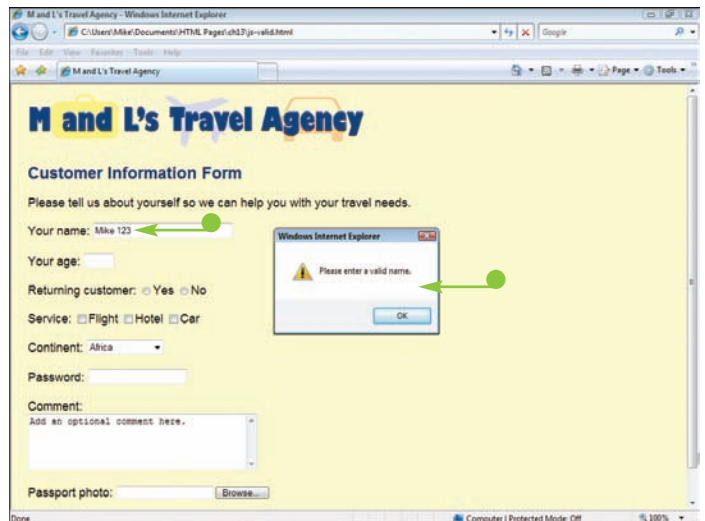 M and L's Travel Agency - Windows Internet Explorer
C:\Users\Mike\Documents\HTML Pages\ch13\js-valid.html
Google
File Edit View Favorites Tools Help
M and L's Travel Agency
Page Tools
M and L's Travel Agency
Customer Information Form
Please tell us about yourself so we can help you with your travel needs.
Your name: Mike 123
Windows Internet Explorer
Please enter a valid name.
OK
Your age:
Returning customer: Yes No
Service: Flight Hotel Car
Continent: Africa
Password:
Comment:
Add an optional comment here.
Passport photo: Browse...
Done
Computer | Protected Mode: Off
100%